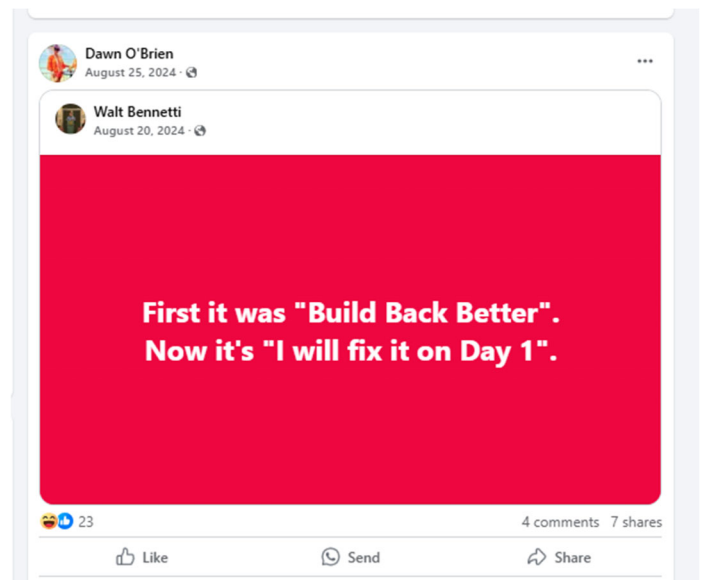 Dawn O'Brien
August 25, 2024 ·
Walt Bennetti
August 20, 2024 ·
First it was "Build Back Better".
Now it's "I will fix it on Day 1".
23
4 comments 7 shares
Like Send Share